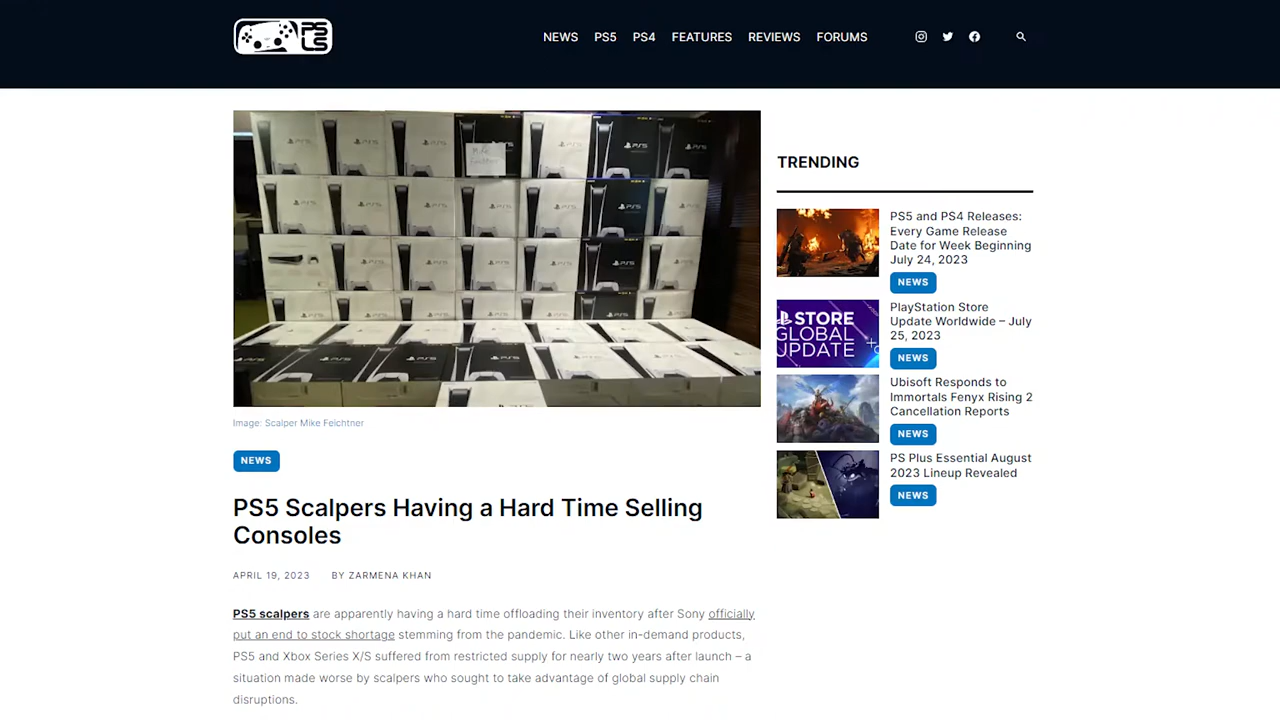 PS
LS
NEWS PS5 PS4 FEATURES REVIEWS FORUMS
Image: Scalper Mike Feichtner
NEWS
PS5 Scalpers Having a Hard Time Selling
Consoles
APRIL 19, 2023 BY ZARMENA KHAN
PS5 scalpers are apparently having a hard time offloading their inventory after Sony officially
put an end to stock shortage stemming from the pandemic. Like other in-demand products,
PS5 and Xbox Series X/S suffered from restricted supply for nearly two years after launch – a
situation made worse by scalpers who sought to take advantage of global supply chain
disruptions.
TRENDING
PS5 and PS4 Releases:
Every Game Release
Date for Week Beginning
July 24, 2023
NEWS
STORE
GLOBAL
UPDATE
PlayStation Store
Update Worldwide – July
25, 2023
NEWS
Ubisoft Responds to
Immortals Fenyx Rising 2
Cancellation Reports
NEWS
PS Plus Essential August
2023 Lineup Revealed
NEWS